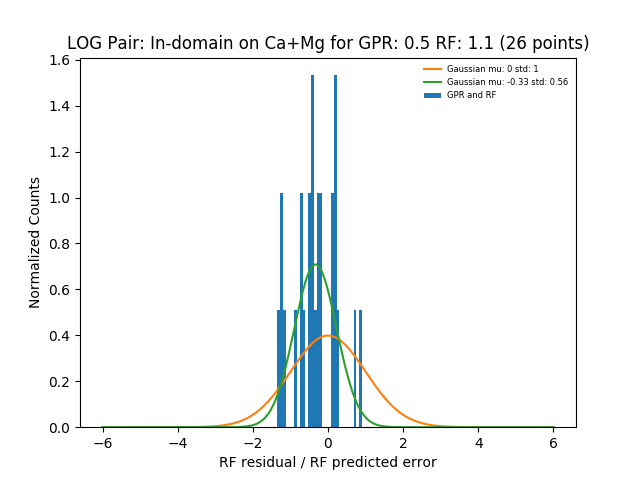 LOG Pair: In-domain on Ca+Mg for GPR: 0.5 RF: 1.1 (26 points)
Gaussian mu: 0 std: 1
Gaussian mu: -0.33 std: 0.56
GPR and RF
Normalized Counts
1.6
1.4
1.2
1.0
0.8
0.6
0.4
0.2
0.0
−6 −4 −2 0 2 4 6
RF residual / RF predicted error